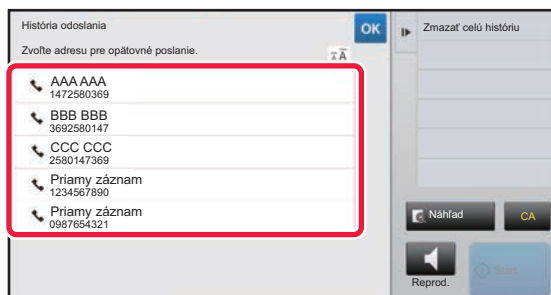 História odoslania
OK
Zmazať celú históriu
Zvoľte adresu pre opätovné poslanie.
AAA AAA
1472580369
BBB BBB
3692580147
CCC CCC
2580147369
Priamy záznam
1234567890
Priamy záznam
0987654321
Náhľad
CA
Reprod.
Štart